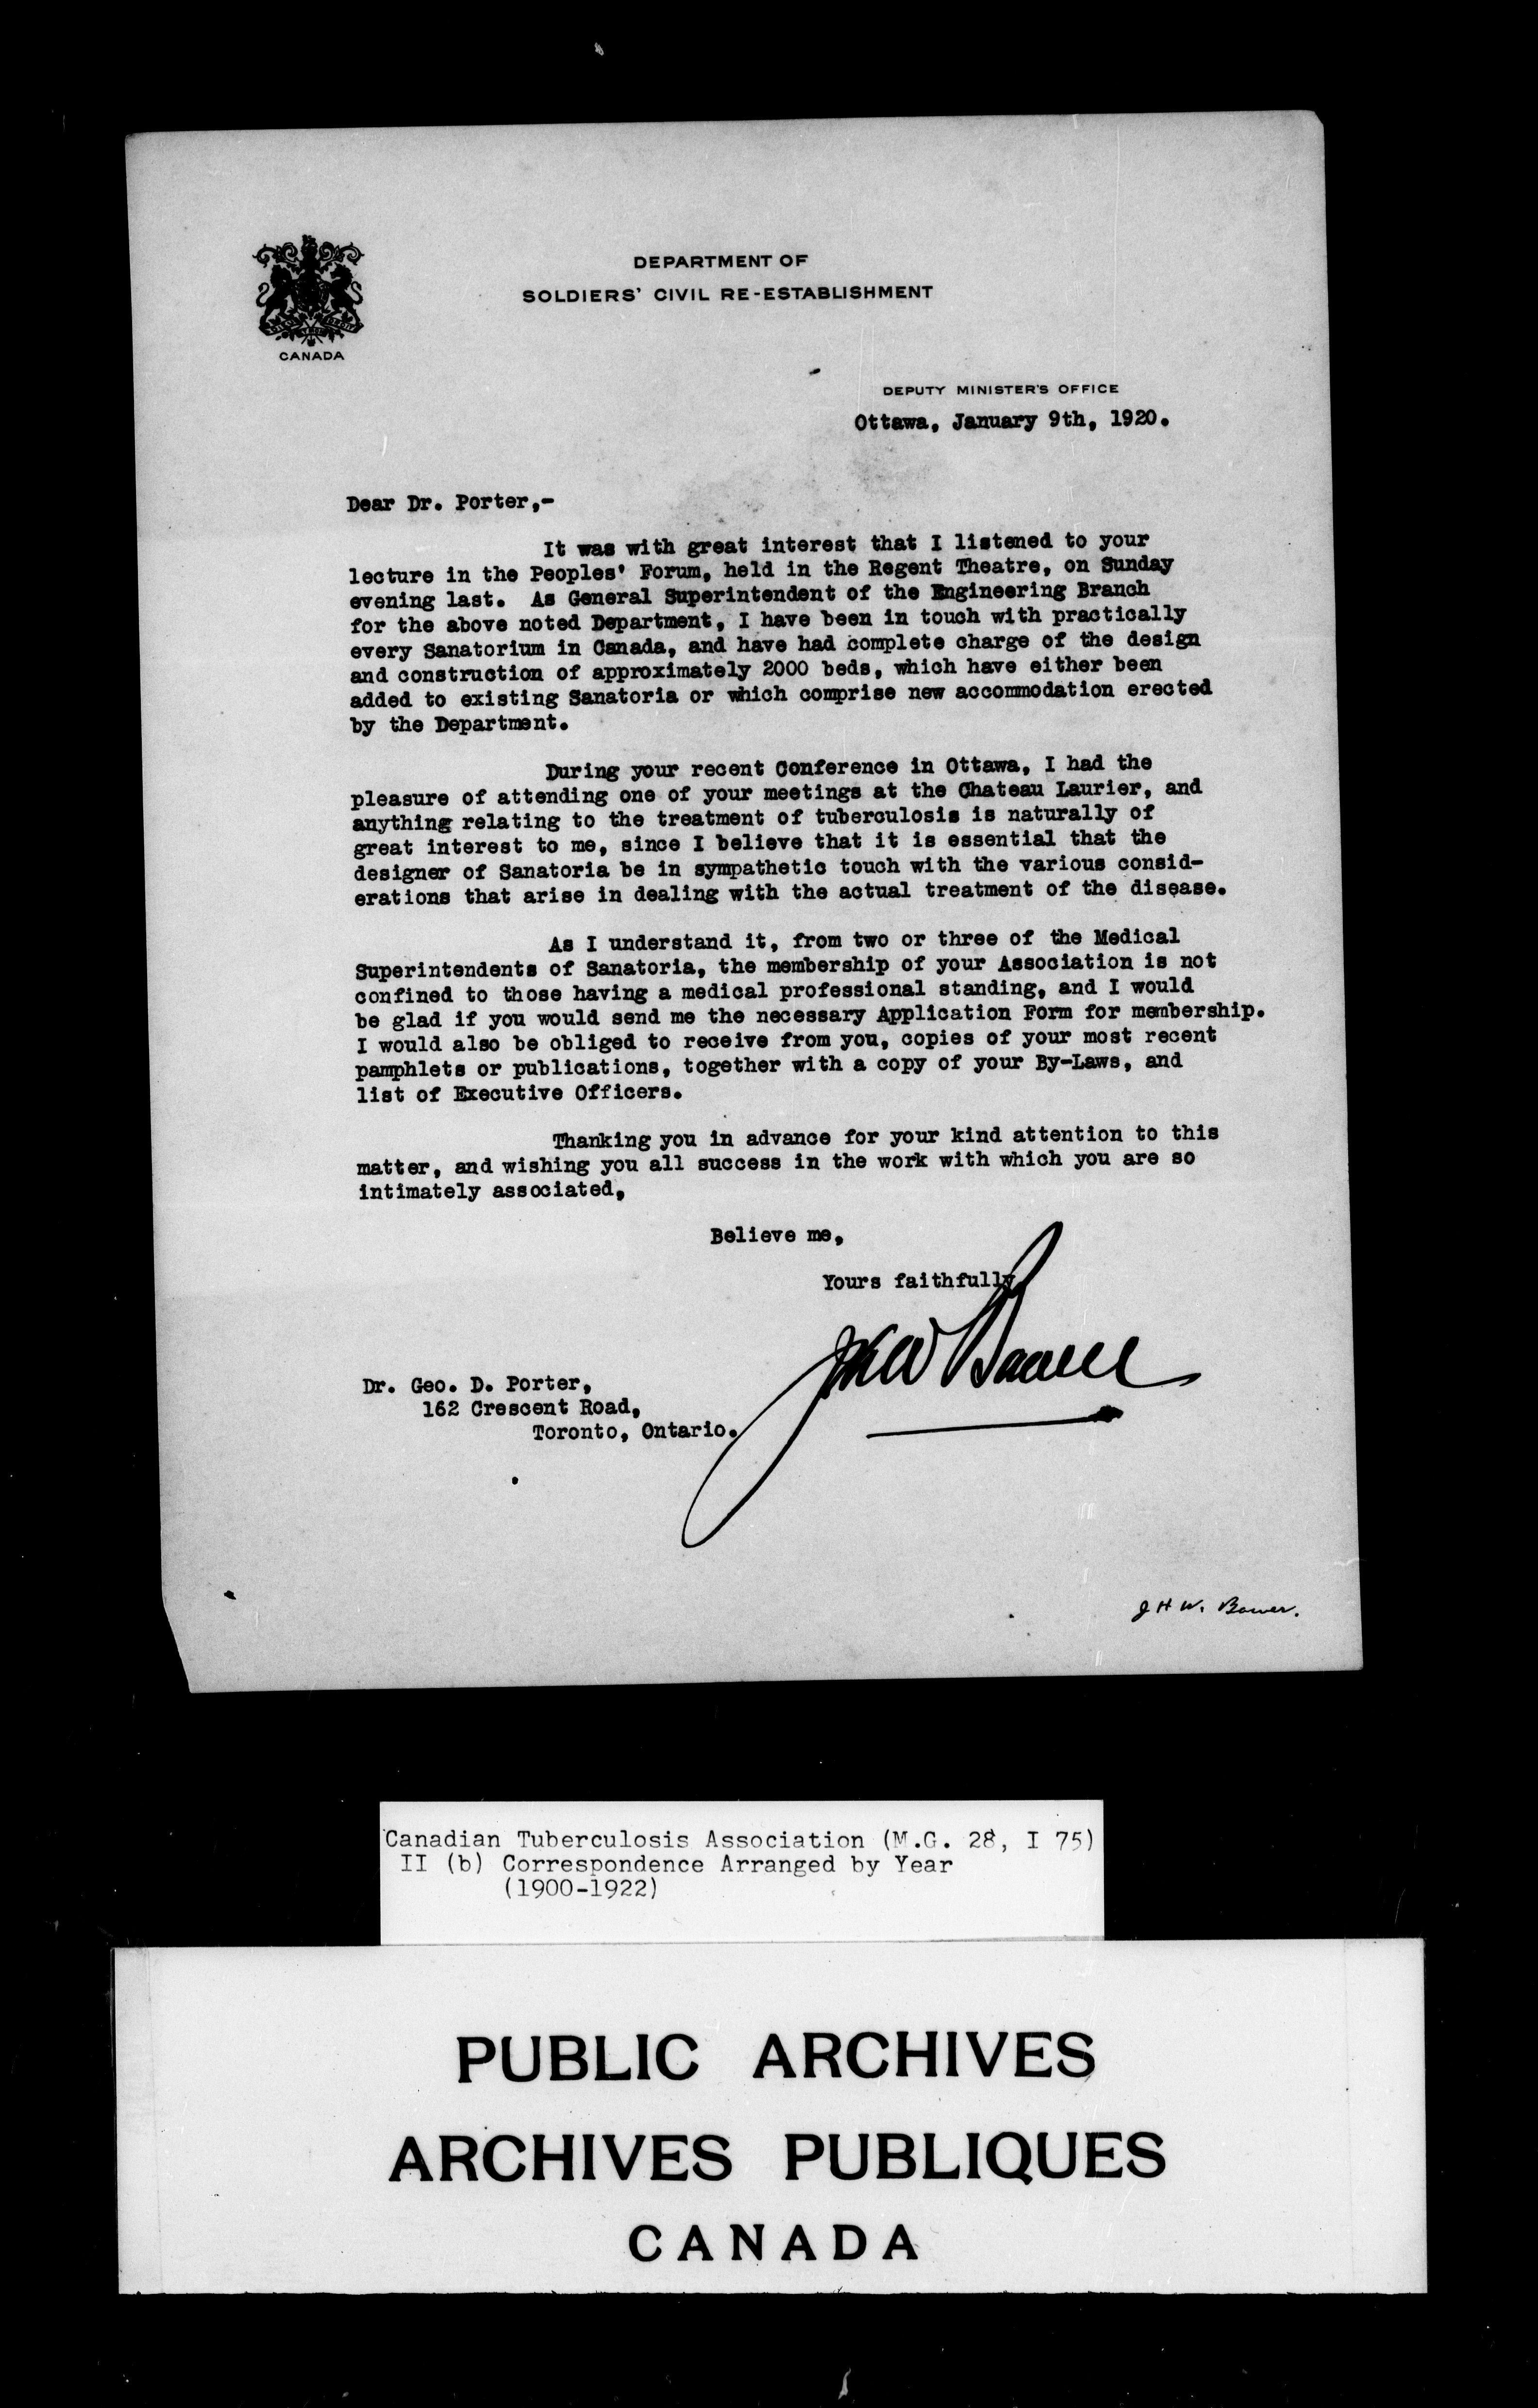 DEPARTMENT OF
SOLDIERS' CIVIL RE-ESTABLISHMENT
CANADA
DEPUTY MINISTER'S OFFICE
Ottawa, January 9th, 1920.
Dear Dr. Porter,-
It was with great interest that I listened to your
lecture in the Peoples' Forum, held in the Regent Theatre, on Sunday
evening last. As General Superintendent of the Engineering Branch
for the above noted Department, I have been in touch with practically
every Sanatorium in Canada, and have had complete charge of the design
and construction of approximately 2000 beds, which have either been
added to existing Sanatoria or which comprise new accommodation erected
by the Department.
During your recent Conference in Ottawa, I had the
pleasure of attending one of your meetings at the Chateau Laurier, and
anything relating to the treatment of tuberculosis is naturally of
great interest to me, since I believe that it is essential that the
designer of Sanatoria be in sympathetic touch with the various consid-
erations that arise in dealing with the actual treatment of the disease.
As I understand it, from two or three of the Medical
Superintendents of Sanatoria, the membership of your Association is not
confined to those having a medical professional standing, and I would
be glad if you would send me the necessary Application Form for membership.
I would also be obliged to receive from you, copies of your most recent
pamphlets or publications, together with a copy of your By-Laws, and
list of Executive Officers.
Thanking you in advance for your kind attention to this
matter, and wishing you all success in the work with which you are so
intimately associated,
Believe me,
Yours faithfully
JHW Bower
Dr. Geo. D. Porter,
162 Crescent Road,
Toronto, Ontario.
J H W. Bower.
Canadian Tuberculosis Association (M.G. 28, I 75)
II (b) Correspondence Arranged by Year
(1900-1922)
PUBLIC ARCHIVES
ARCHIVES PUBLIQUES
CANADA